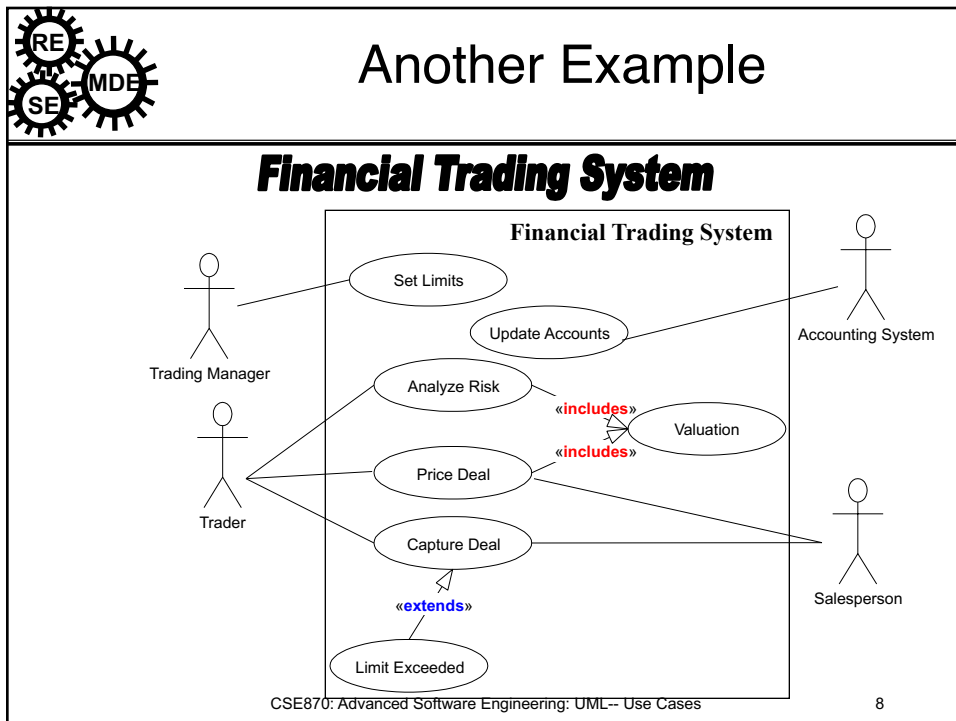 RE
MDE
SE
Another Example
Financial Trading System
Financial Trading System
Set Limits
Update Accounts
Accounting System
Trading Manager
Analyze Risk
«includes»
Valuation
«includes»
Price Deal
Trader
Capture Deal
Salesperson
«extends»
Limit Exceeded
CSE870: Advanced Software Engineering: UML-- Use Cases
8